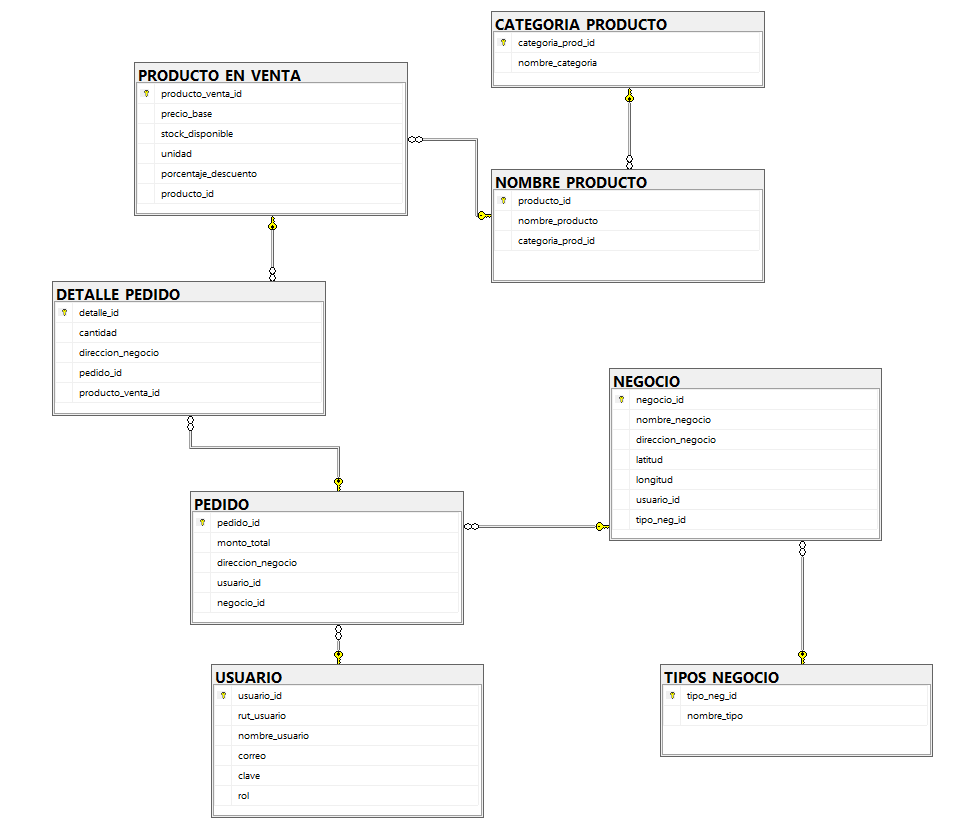 CATEGORIA PRODUCTO
categoria_prod_id
nombre_categoria
PRODUCTO EN VENTA
producto_venta_id
precio_base
stock_disponible
unidad
porcentaje_descuento
producto_id
NOMBRE PRODUCTO
producto_id
nombre_producto
categoria_prod_id
DETALLE PEDIDO
detalle_id
cantidad
direccion_negocio
pedido_id
producto_venta_id
NEGOCIO
negocio_id
nombre_negocio
direccion_negocio
latitud
longitud
usuario_id
tipo_neg_id
PEDIDO
pedido_id
monto_total
direccion_negocio
usuario_id
negocio_id
USUARIO
usuario_id
rut_usuario
nombre_usuario
correo
clave
rol
TIPOS NEGOCIO
tipo_neg_id
nombre_tipo